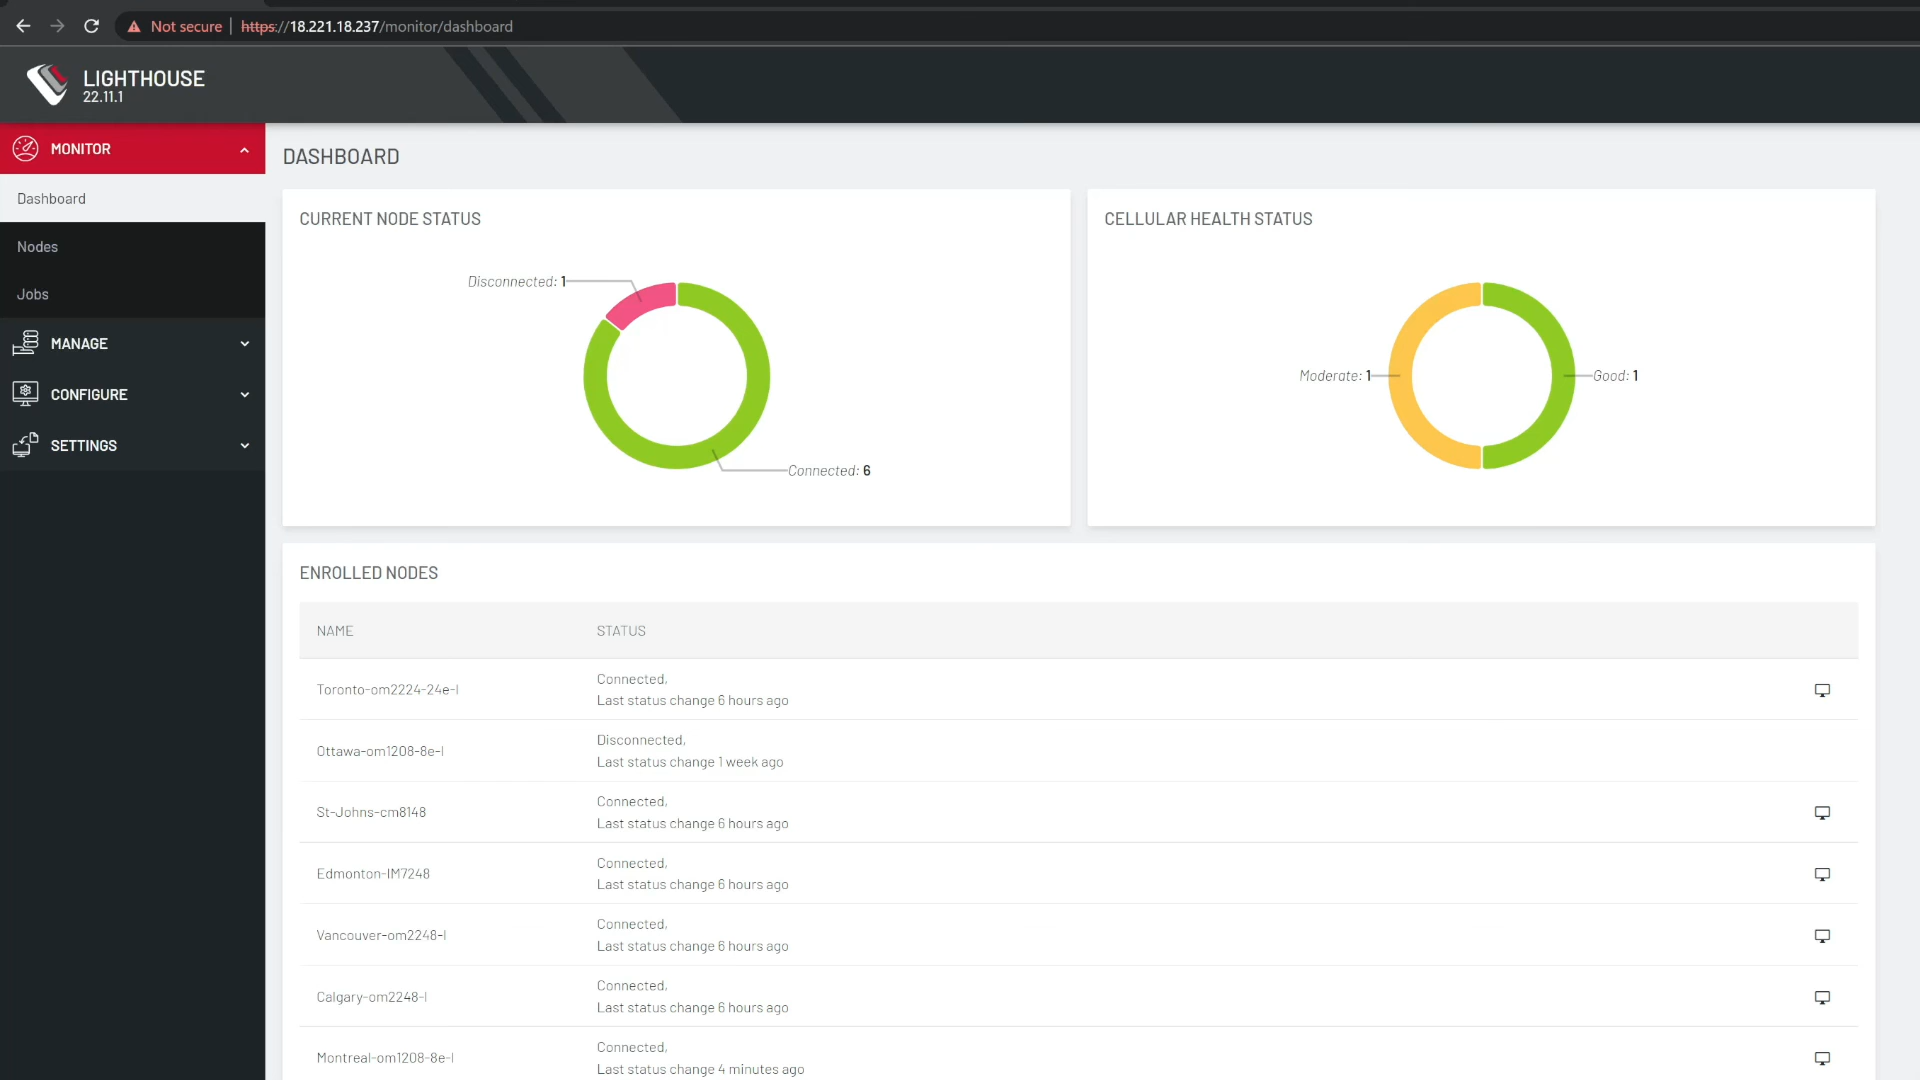 Not secure | https://18.221.18.237/monitor/dashboard
LIGHTHOUSE
22.11.1
MONITOR
Dashboard
Nodes
Jobs
MANAGE
CONFIGURE
SETTINGS
DASHBOARD
CURRENT NODE STATUS
Disconnected: 1
Connected: 6
CELLULAR HEALTH STATUS
Moderate: 1
Good: 1
ENROLLED NODES
NAME STATUS
Toronto-om2224-24e-l
Connected,
Last status change 6 hours ago
Ottawa-om1208-8e-l
Disconnected,
Last status change 1 week ago
St-Johns-cm8148
Connected,
Last status change 6 hours ago
Edmonton-IM7248
Connected,
Last status change 6 hours ago
Vancouver-om2248-l
Connected,
Last status change 6 hours ago
Calgary-om2248-l
Connected,
Last status change 6 hours ago
Montreal-om1208-8e-l
Connected,
Last status change 4 minutes ago